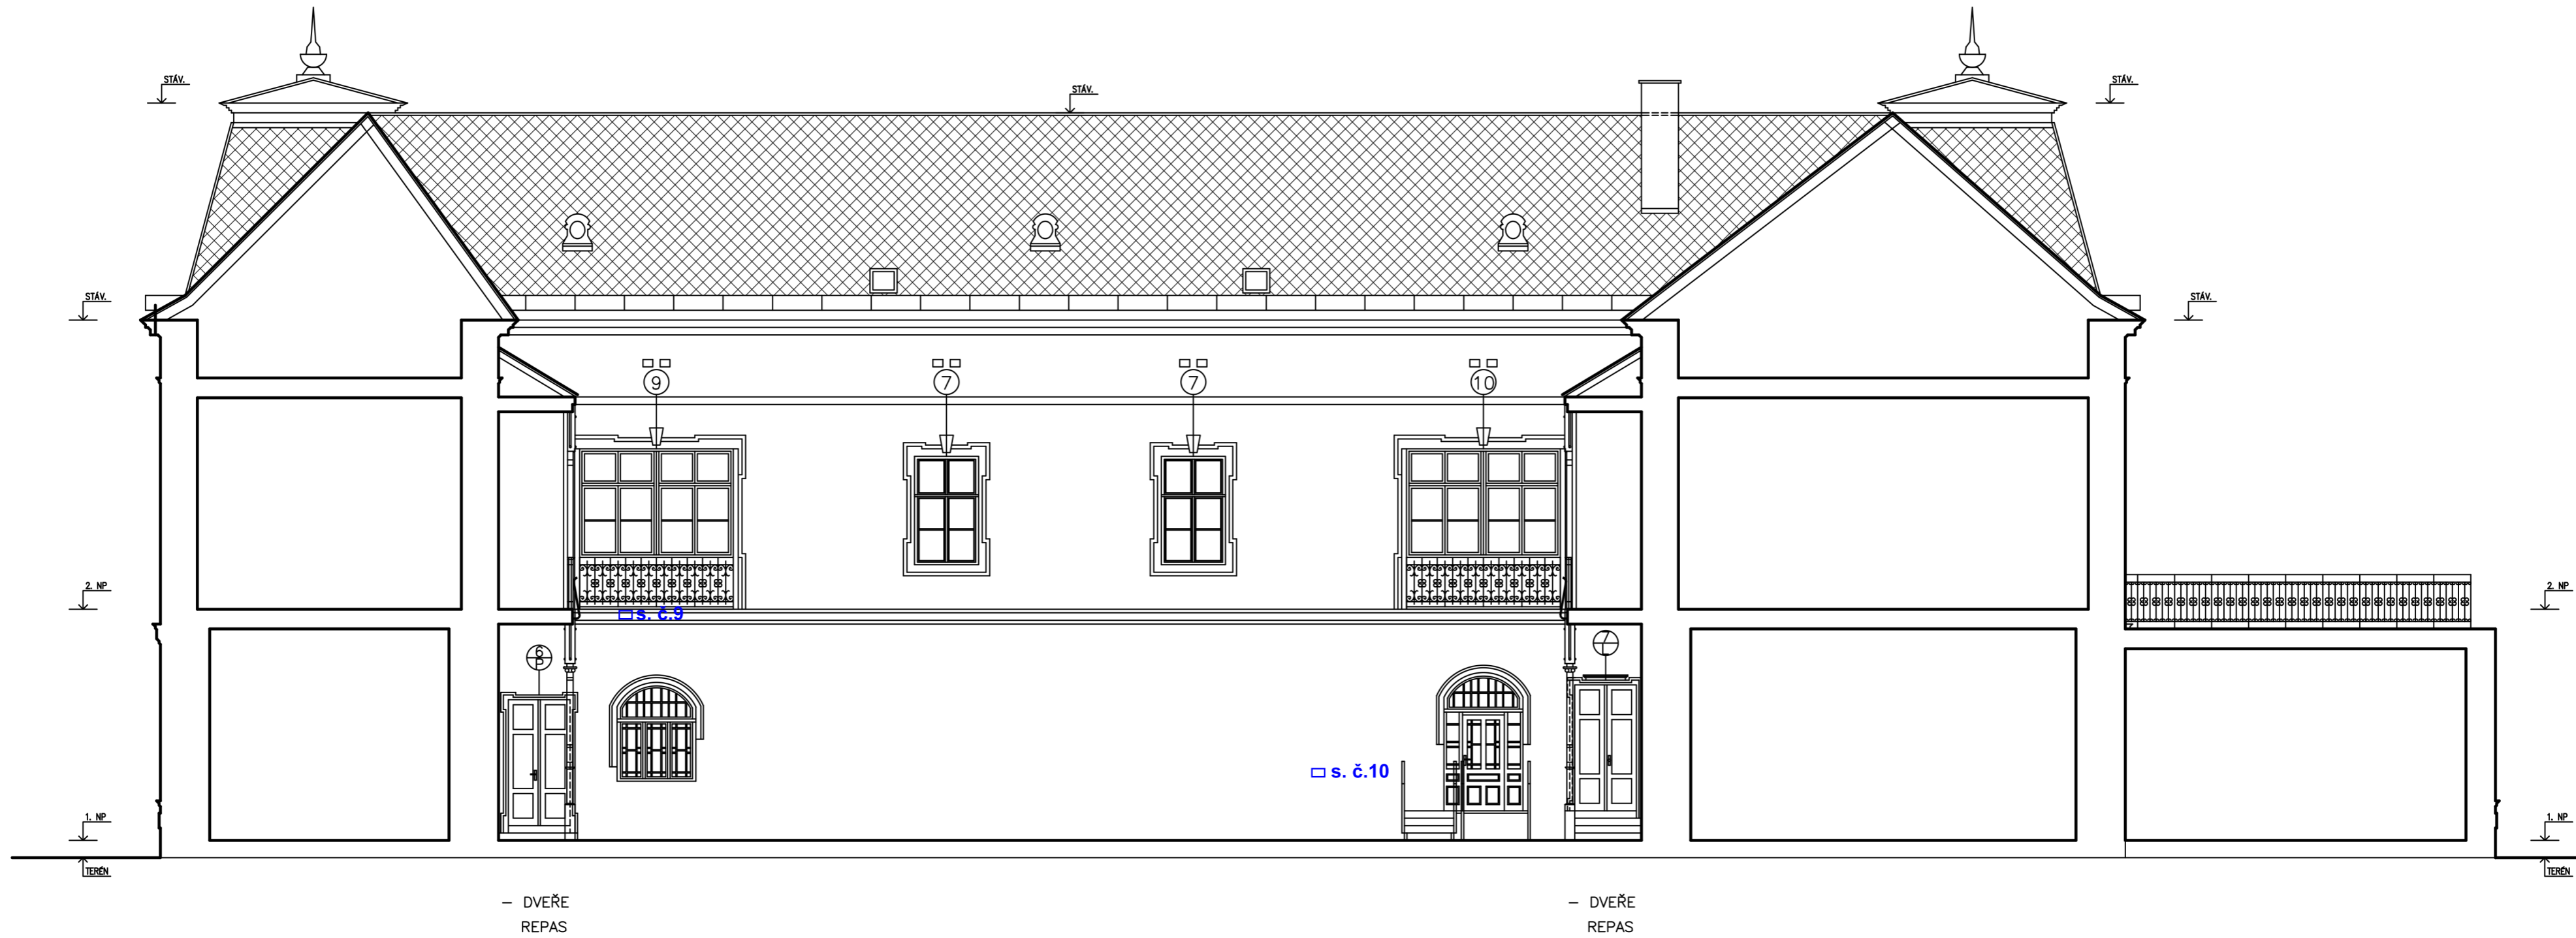 STÁV.
STÁV.
STÁV.
STÁV.
STÁV.
9
7
7
10
2. NP
2. NP
s. č.9
6
P
7
L
s. č.10
1. NP
1. NP
TERÉN
TERÉN
– DVEŘE
REPAS
– DVEŘE
REPAS